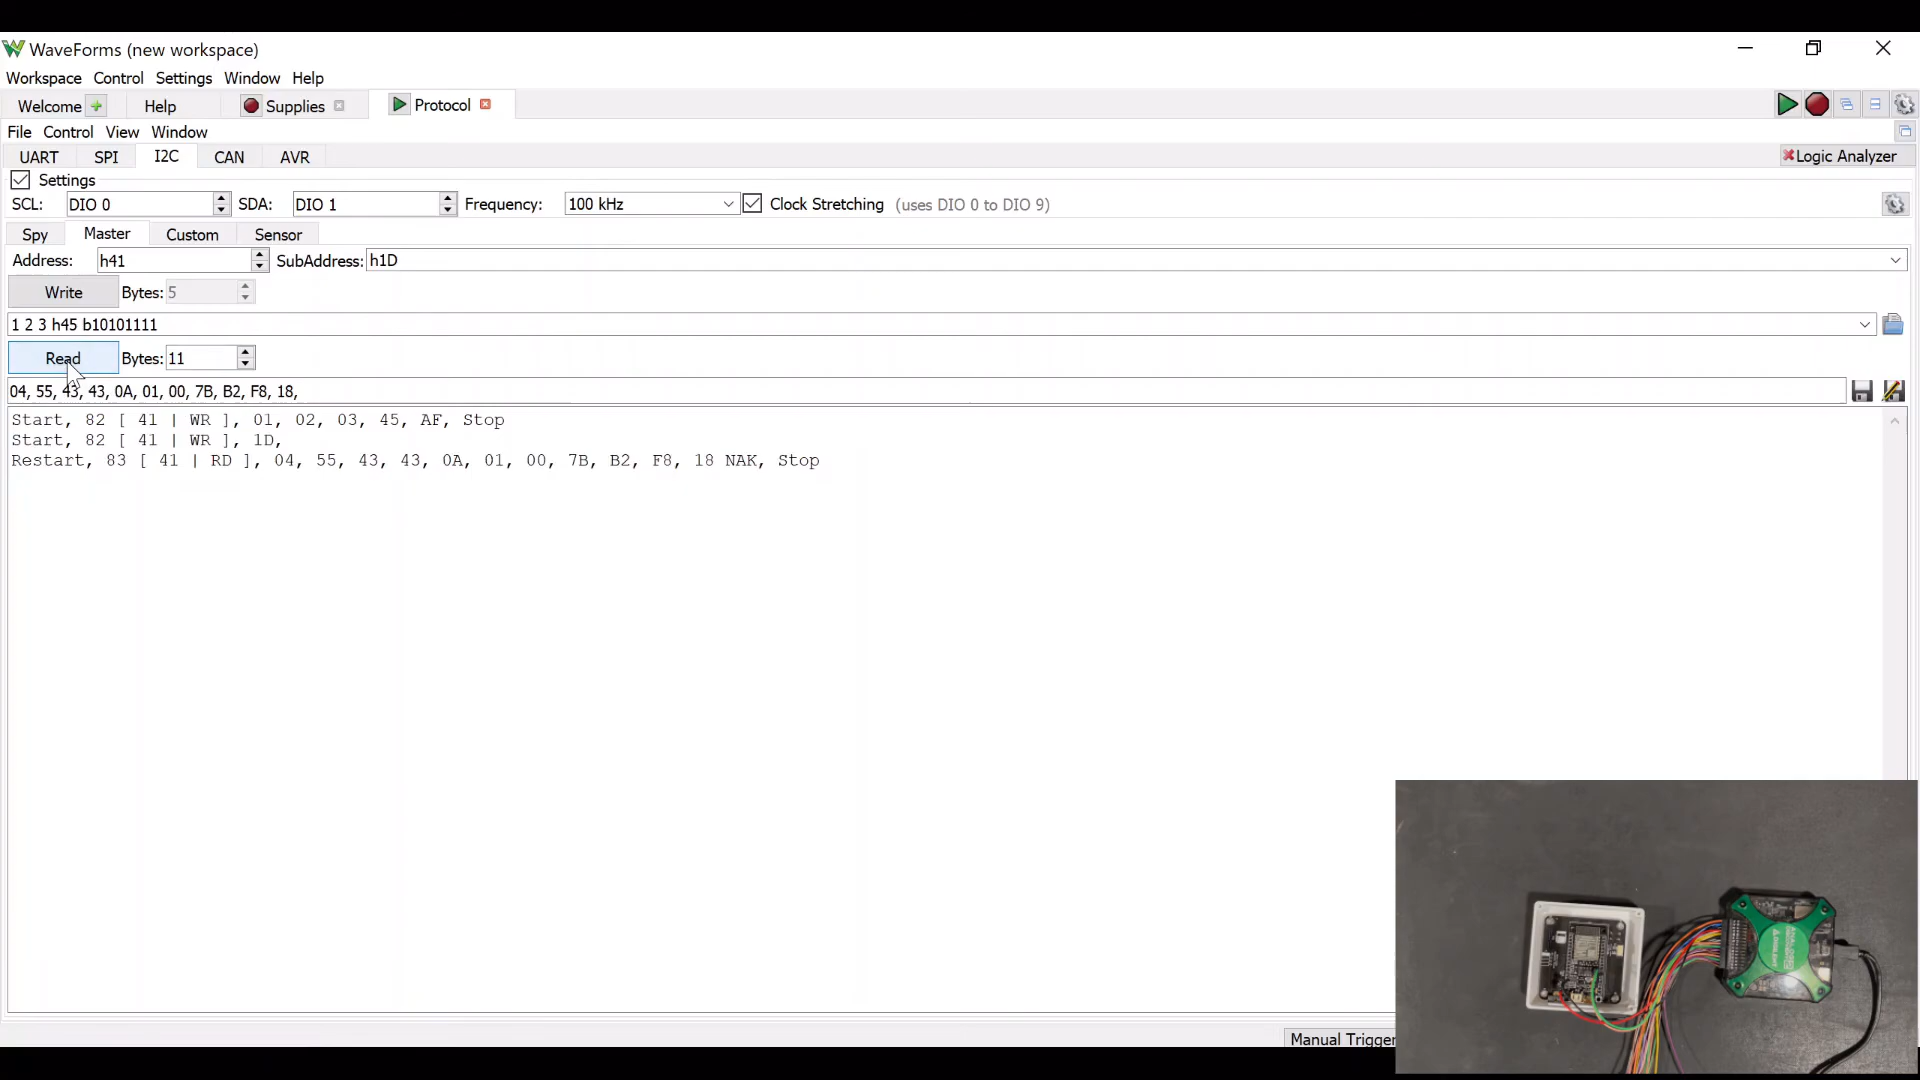 WaveForms (new workspace)
Workspace Control Settings Window Help
Welcome Help Supplies Protocol
File Control View Window
UART SPI I2C CAN AVR Logic Analyzer
Settings
SCL: DIO 0 SDA: DIO 1 Frequency: 100 kHz Clock Stretching (uses DIO 0 to DIO 9)
Spy Master Custom Sensor
Address: h41 SubAddress: h1D
Write Bytes: 5
1 2 3 h45 b10101111
Read Bytes: 11
04, 55, 43, 43, 0A, 01, 00, 7B, B2, F8, 18,
Start, 82 [ 41 | WR ], 01, 02, 03, 45, AF, Stop
Start, 82 [ 41 | WR ], 1D,
Restart, 83 [ 41 | RD ], 04, 55, 43, 43, 0A, 01, 00, 7B, B2, F8, 18 NAK, Stop
Manual Trigger